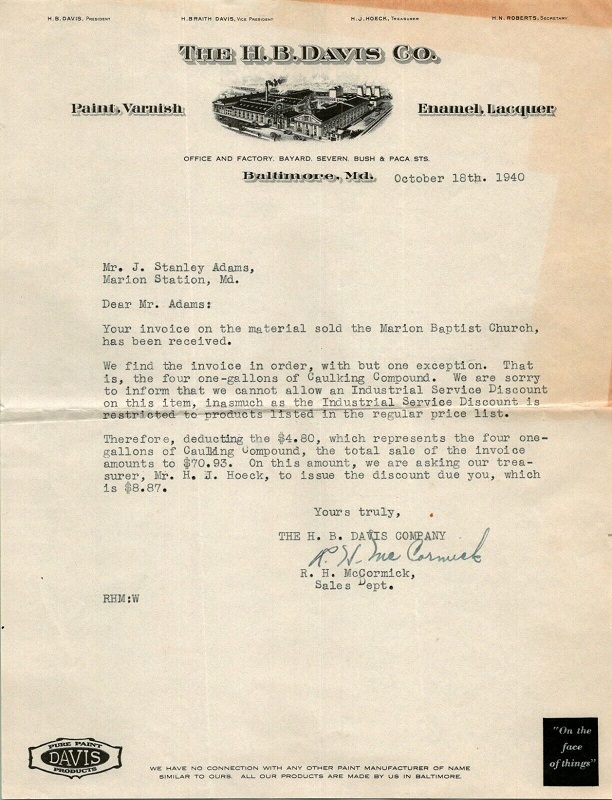 H.B. DAVIS, PRESIDENT H. BRAITH DAVIS, VICE PRESIDENT H.J. HOECK, TREASURER H.N. ROBERTS, SECRETARY
THE H.B. DAVIS CO.
Paint, Varnish Enamel, Lacquer
OFFICE AND FACTORY, BAYARD, SEVERN, BUSH & PACA STS.
Baltimore, Md. October 18th. 1940
Mr. J. Stanley Adams,
Marion Station, Md.
Dear Mr. Adams:
Your invoice on the material sold the Marion Baptist Church,
has been received.
We find the invoice in order, with but one exception. That
is, the four one-gallons of Caulking Compound. We are sorry
to inform that we cannot allow an Industrial Service Discount
on this item, inasmuch as the Industrial Service Discount is
restricted to products listed in the regular price list.
Therefore, deducting the $4.80, which represents the four one-
gallons of Caulking Compound, the total sale of the invoice
amounts to $70.93. On this amount, we are asking our trea-
surer, Mr. H. J. Hoeck, to issue the discount due you, which
is $8.87.
Yours truly,
THE H. B. DAVIS COMPANY
R. H. McCormick
R. H. McCormick,
Sales Dept.
RHM:W
PURE PAINT
DAVIS
PRODUCTS
WE HAVE NO CONNECTION WITH ANY OTHER PAINT MANUFACTURER OF NAME
SIMILAR TO OURS. ALL OUR PRODUCTS ARE MADE BY US IN BALTIMORE.
"On the
face
of things"